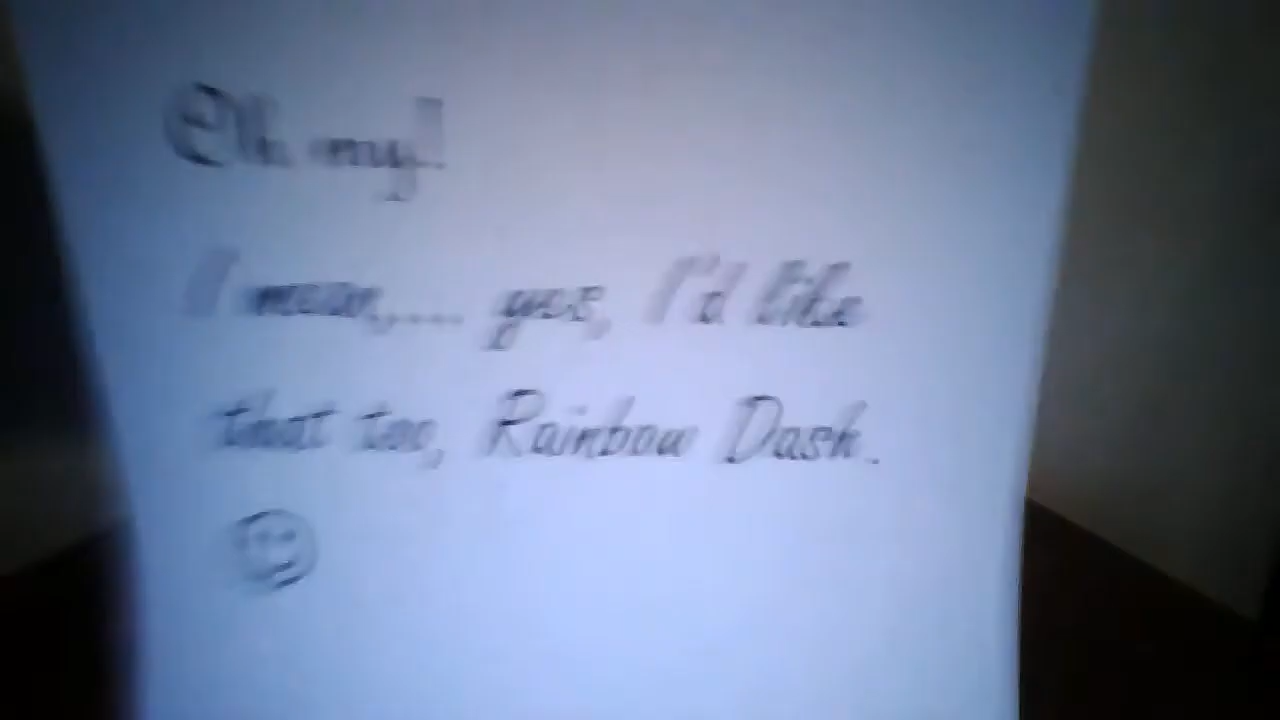 Oh my!
I mean,... yes, I'd like
that too, Rainbow Dash.